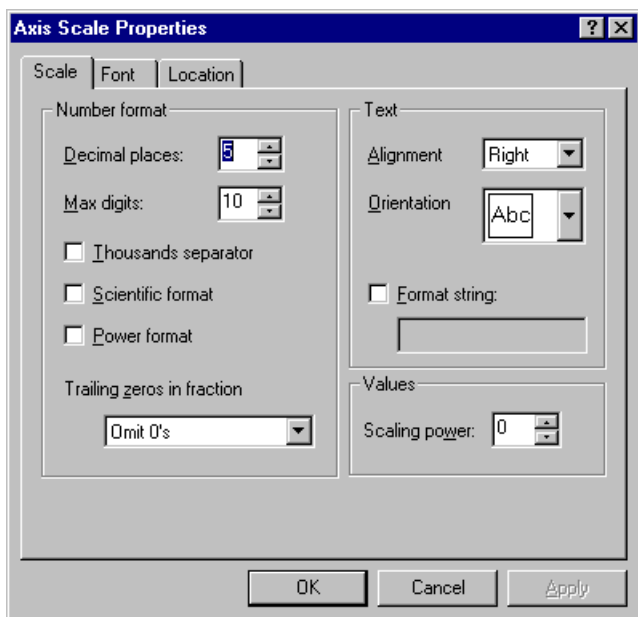 Axis Scale Properties
Scale Font Location
Number format
Decimal places: 5
Max digits: 10
Thousands separator
Scientific format
Power format
Trailing zeros in fraction
Omit 0's
Text
Alignment Right
Orientation Abc
Format string:
Values
Scaling power: 0
OK Cancel Apply